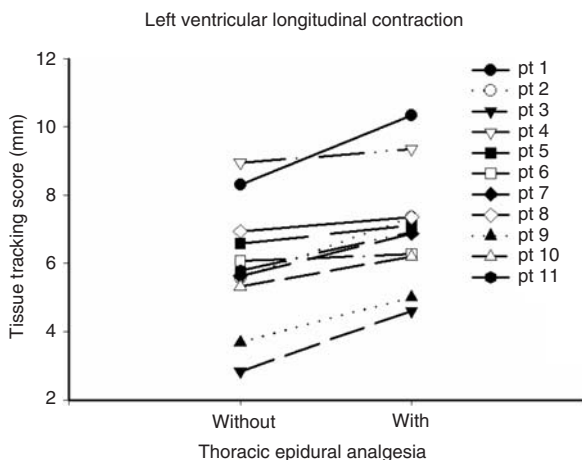 Left ventricular longitudinal contraction
12
10
8
6
4
2
Tissue tracking score (mm)
Without
With
Thoracic epidural analgesia
pt 1
pt 2
pt 3
pt 4
pt 5
pt 6
pt 7
pt 8
pt 9
pt 10
pt 11